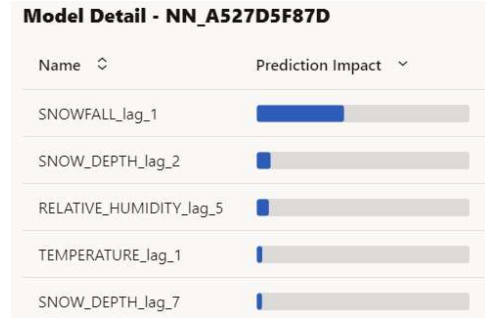 Model Detail - NN_A527D5F87D
Name Prediction Impact
SNOWFALL_lag_1
SNOW_DEPTH_lag_2
RELATIVE_HUMIDITY_lag_5
TEMPERATURE_lag_1
SNOW_DEPTH_lag_7